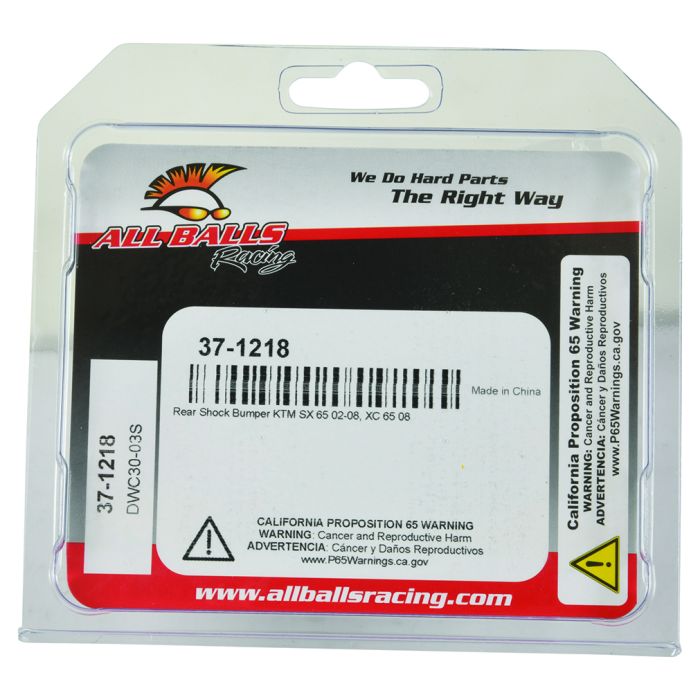 We Do Hard Parts
The Right Way
ALL BALLS
Racing
37-1218
Made in China
Rear Shock Bumper KTM SX 65 02-08, XC 65 08
CALIFORNIA PROPOSITION 65 WARNING
WARNING: Cancer and Reproductive Harm
ADVERTENCIA: Cáncer y Daños Reproductivos
www.P65Warnings.ca.gov
37-1218
DWC30-03S
California Proposition 65 Warning
WARNING: Cancer and Reproductive Harm
ADVERTENCIA: Cáncer y Daños Reproductivos
www.P65Warnings.ca.gov
www.allballsracing.com